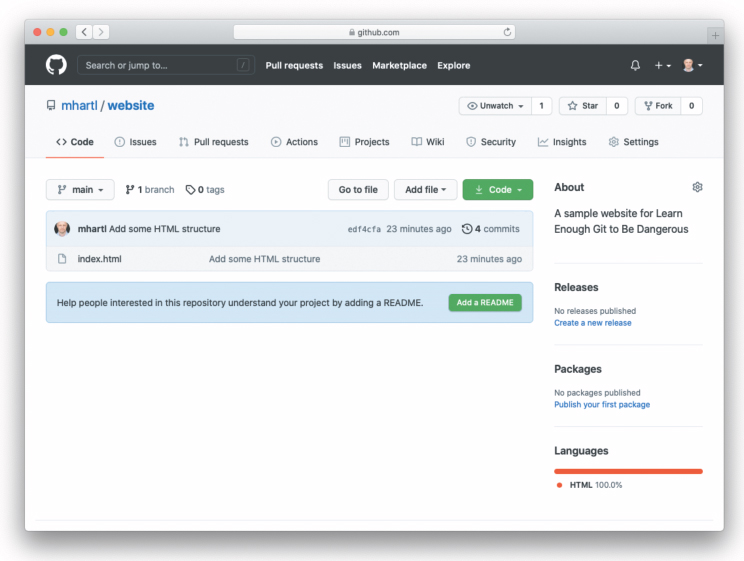 github.com
Search or jump to... /
Pull requests Issues Marketplace Explore
mhartl / website
Unwatch 1 Star 0 Fork 0
Code Issues Pull requests Actions Projects Wiki Security Insights Settings
main 1 branch 0 tags Go to file Add file Code
mhartl Add some HTML structure edf4cfa 23 minutes ago 4 commits
index.html Add some HTML structure 23 minutes ago
Help people interested in this repository understand your project by adding a README. Add a README
About
A sample website for Learn
Enough Git to Be Dangerous
Releases
No releases published
Create a new release
Packages
No packages published
Publish your first package
Languages
HTML 100.0%